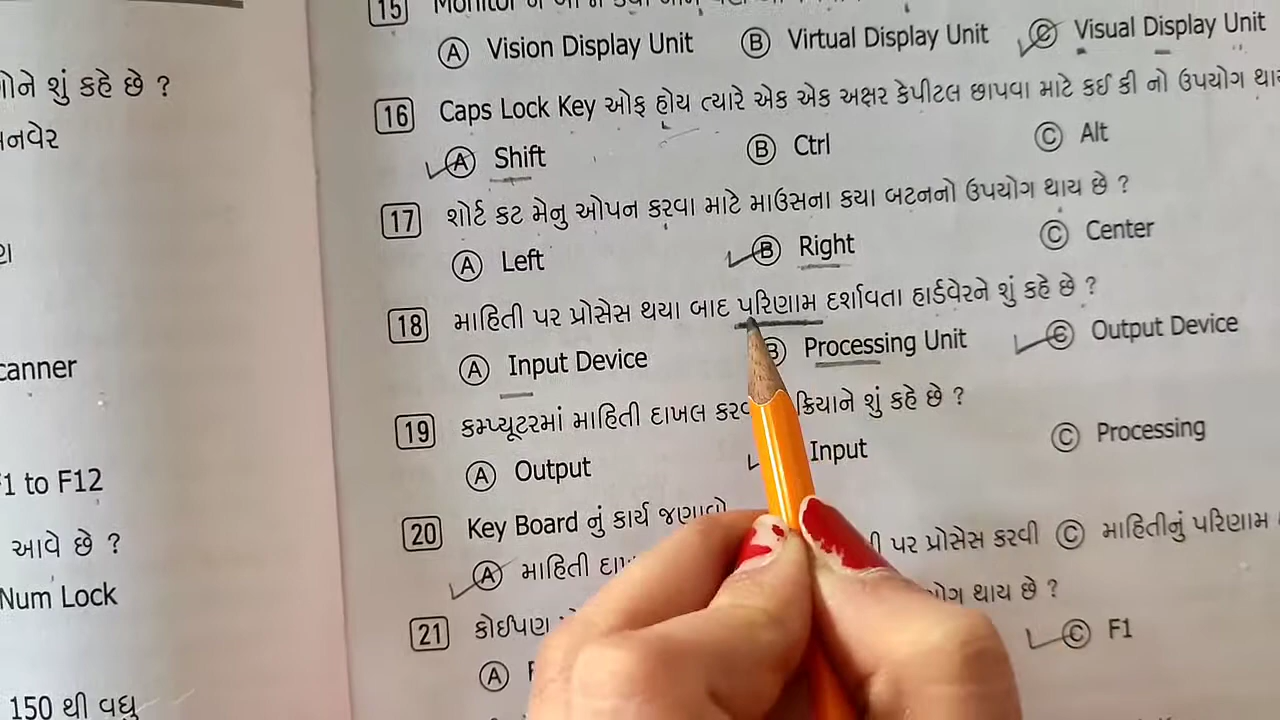 શું કહે છે ?
નવેર
canner
F1 to F12
આવે છે ?
Num Lock
150 થી વધુ
15 Monitor
A Vision Display Unit B Virtual Display Unit C Visual Display Unit
16 Caps Lock Key ઓફ હોય ત્યારે એક એક અક્ષર કેપીટલ છાપવા માટે કઈ કી નો ઉપયોગ થાય
A Shift B Ctrl C Alt
17 શોર્ટ કટ મેનુ ઓપન કરવા માટે માઉસના કયા બટનનો ઉપયોગ થાય છે ?
A Left B Right C Center
18 માહિતી પર પ્રોસેસ થયા બાદ પરિણામ દર્શાવતા હાર્ડવેરને શું કહે છે ?
A Input Device B Processing Unit C Output Device
19 કમ્પ્યૂટરમાં માહિતી દાખલ ક્રિયાને શું કહે છે ?
A Output Input C Processing
20 Key Board નું કાર્ય જણાવો
A માહિતી પર પ્રોસેસ કરવી C માહિતીનું પરિણામ
21 કોઈપણ થાય છે ?
A C F1